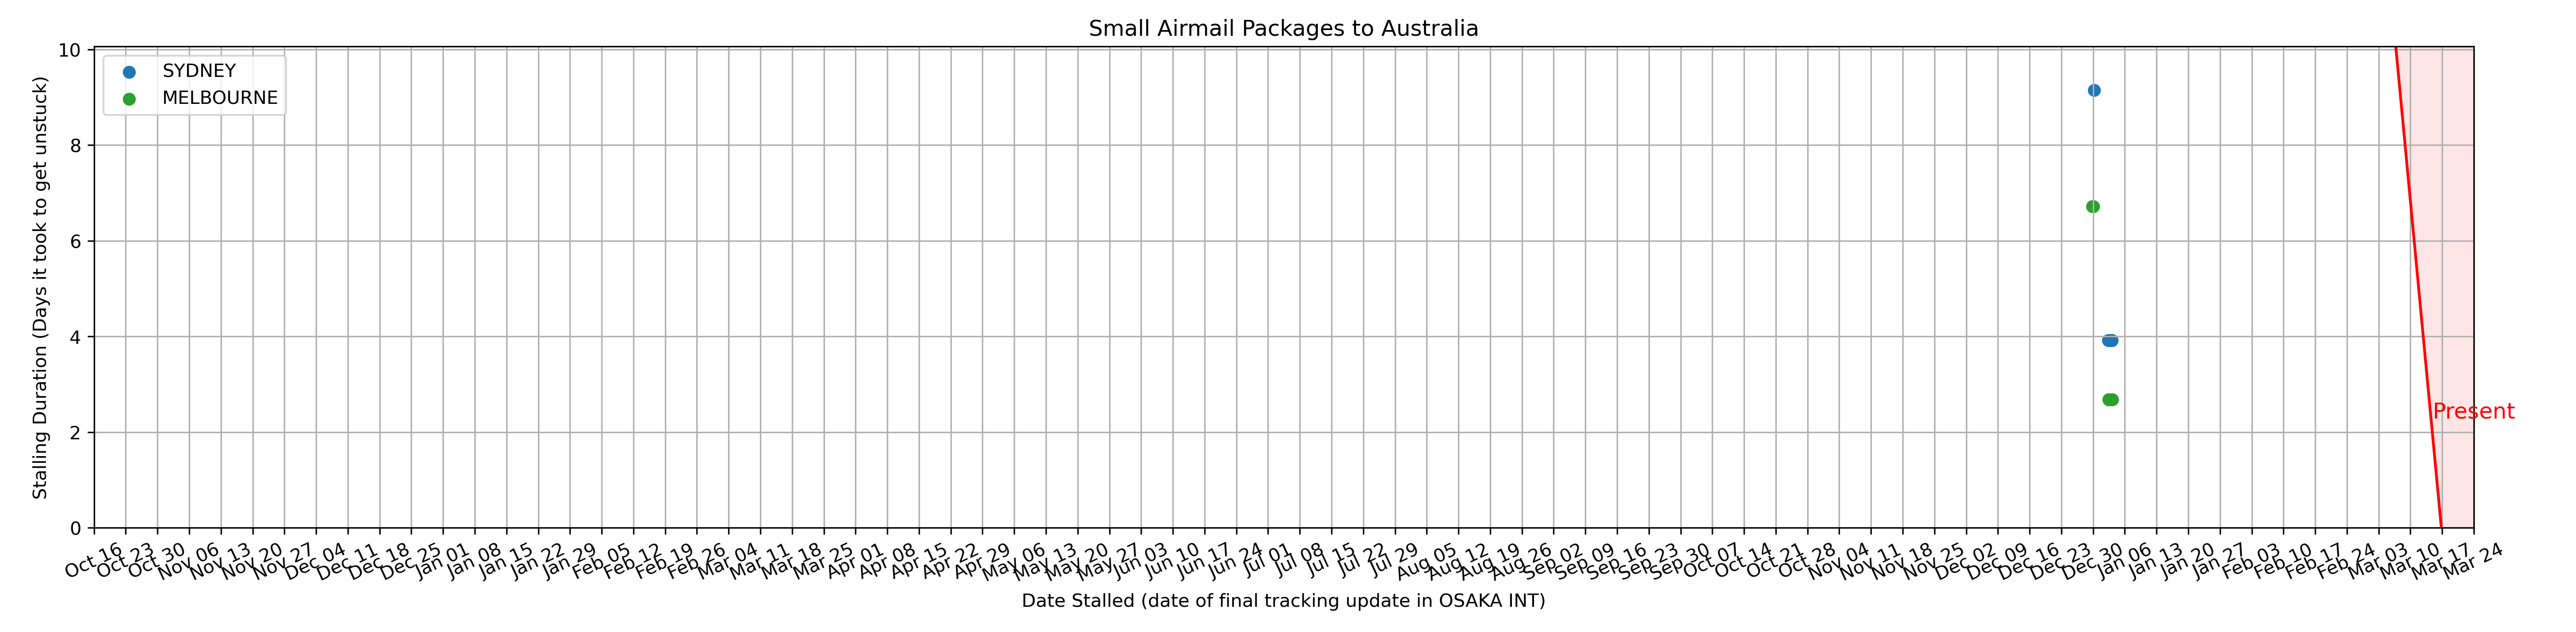 Small Airmail Packages to Australia
SYDNEY
MELBOURNE
Stalling Duration (Days it took to get unstuck)
10
8
6
4
2
0
Present
Oct 16
Oct 23
Oct 30
Nov 06
Nov 13
Nov 20
Nov 27
Dec 04
Dec 11
Dec 18
Dec 25
Jan 01
Jan 08
Jan 15
Jan 22
Jan 29
Feb 05
Feb 12
Feb 19
Feb 26
Mar 04
Mar 11
Mar 18
Mar 25
Apr 01
Apr 08
Apr 15
Apr 22
Apr 29
May 06
May 13
May 20
May 27
Jun 03
Jun 10
Jun 17
Jun 24
Jul 01
Jul 08
Jul 15
Jul 22
Jul 29
Aug 05
Aug 12
Aug 19
Aug 26
Sep 02
Sep 09
Sep 16
Sep 23
Sep 30
Oct 07
Oct 14
Oct 21
Oct 28
Nov 04
Nov 11
Nov 18
Nov 25
Dec 02
Dec 09
Dec 16
Dec 23
Dec 30
Jan 06
Jan 13
Jan 20
Jan 27
Feb 03
Feb 10
Feb 17
Feb 24
Mar 03
Mar 10
Mar 17
Mar 24
Date Stalled (date of final tracking update in OSAKA INT)